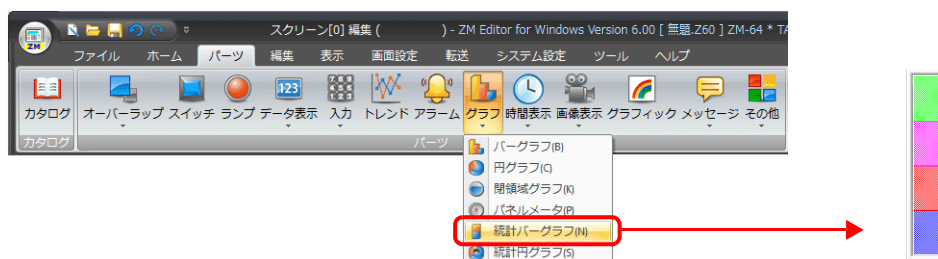 スクリーン[0] 編集 ( ) - ZM Editor for Windows Version 6.00 [ 無題.Z60 ] ZM-64 * TA
ZM
ファイル ホーム パーツ 編集 表示 画面設定 転送 システム設定 ツール ヘルプ
123
カタログ オーバーラップ スイッチ ランプ データ表示 入力 トレンド アラーム グラフ 時間表示 画像表示 グラフィック メッセージ その他
カタログ パーツ
バーグラフ(B)
円グラフ(C)
閉領域グラフ(K)
パネルメータ(P)
統計バーグラフ(N)
統計円グラフ(S)